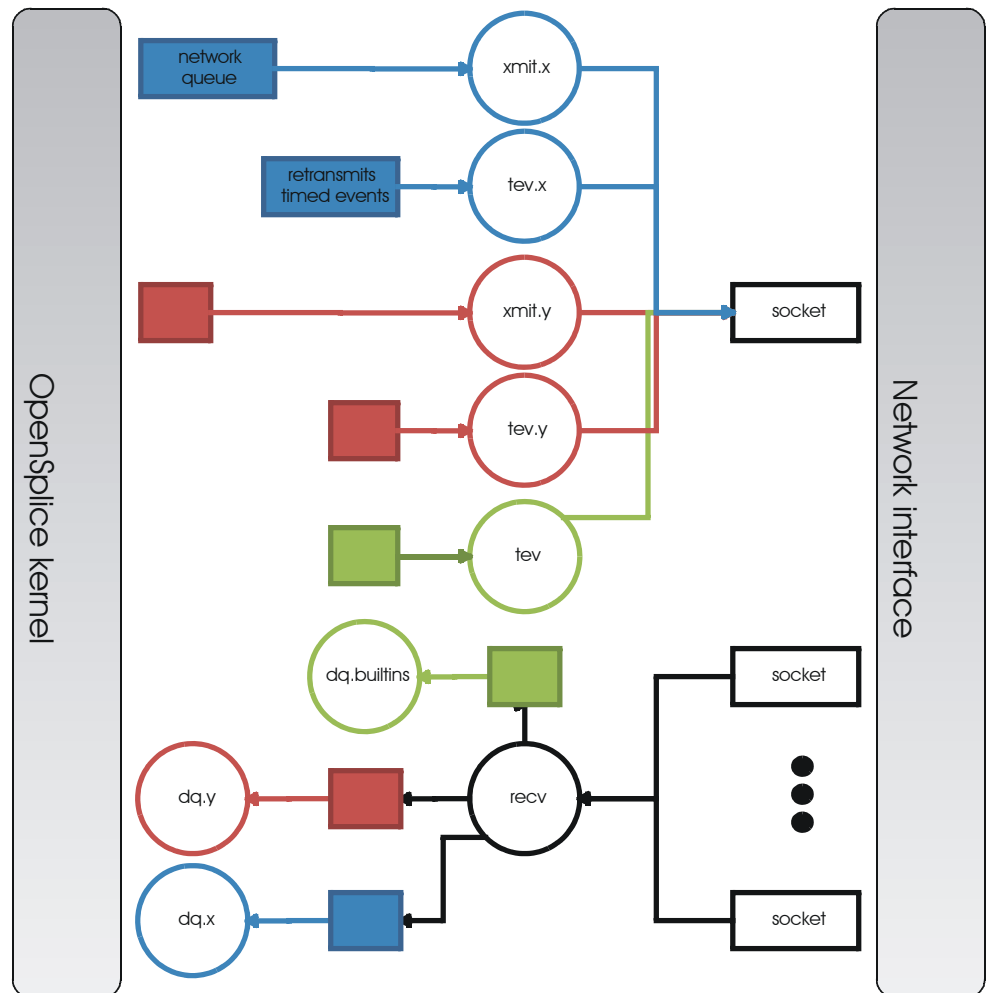 network
queue
xmit.x
retransmits
timed events
tev.x
xmit.y
socket
tev.y
OpenSplice kernel
Network interface
tev
dq.builtins
socket
dq.y
recv
dq.x
socket